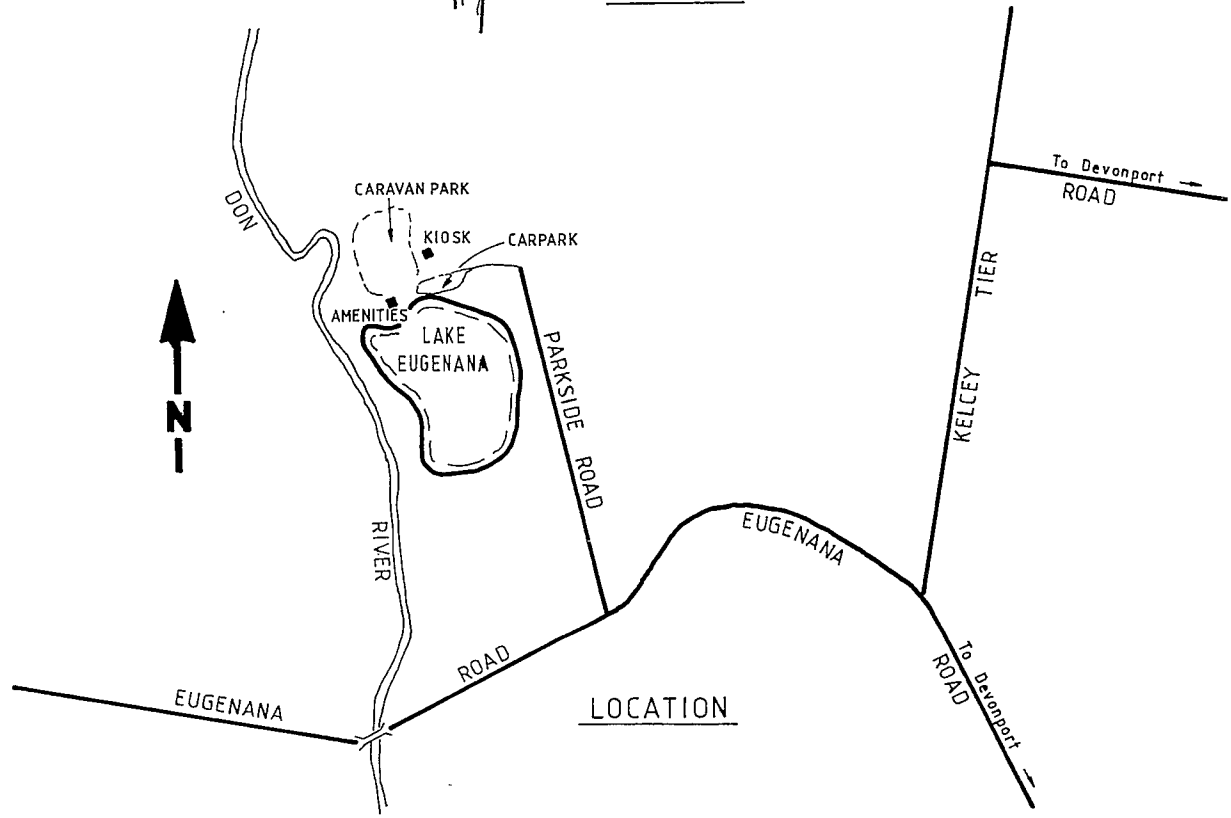 DON
RIVER
CARAVAN PARK
KIOSK
CARPARK
AMENITIES
LAKE
EUGENANA
PARKSIDE ROAD
N
To Devonport
ROAD
KELCEY TIER
EUGENANA
ROAD
To Devonport
ROAD
EUGENANA
LOCATION